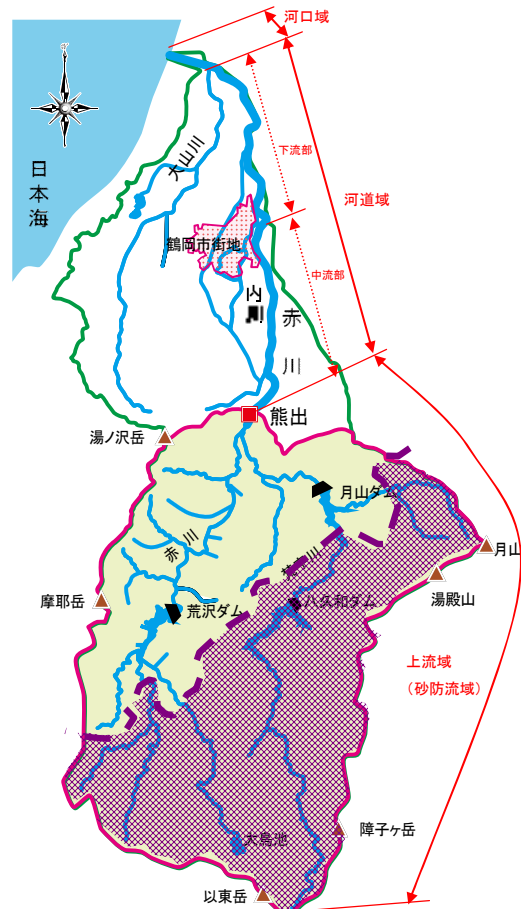 河口域
日本海
大山川
下流部
河道域
鶴岡市街地
中流部
内川
赤川
熊出
湯ノ沢岳
月山ダム
赤川
月山
湯殿山
摩耶岳
荒沢ダム
八久和ダム
上流域
（砂防流域）
大鳥池
障子ヶ岳
以東岳